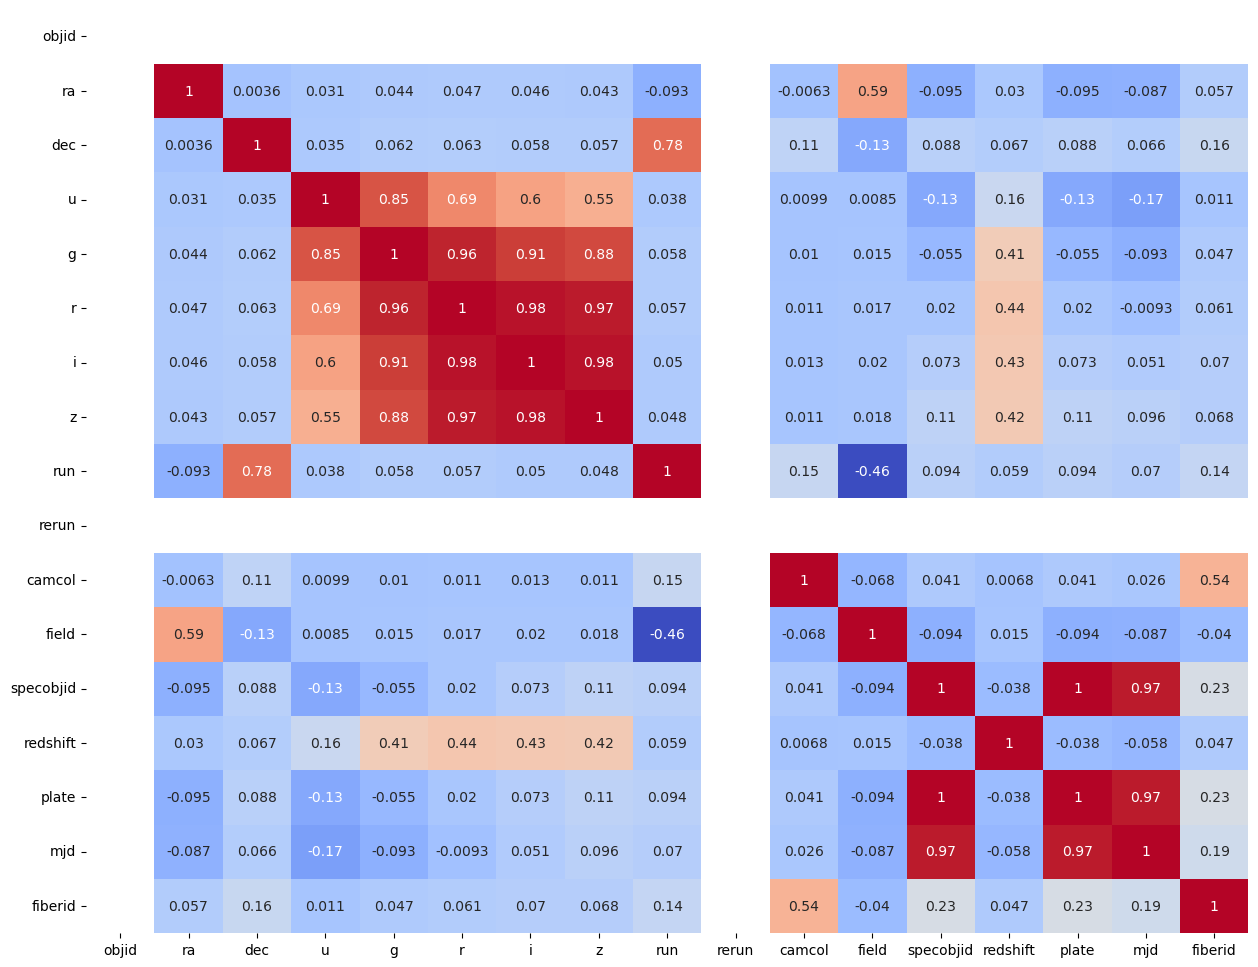 objid
ra 1 0.0036 0.031 0.044 0.047 0.046 0.043 -0.093 -0.0063 0.59 -0.095 0.03 -0.095 -0.087 0.057
dec 0.0036 1 0.035 0.062 0.063 0.058 0.057 0.78 0.11 -0.13 0.088 0.067 0.088 0.066 0.16
u 0.031 0.035 1 0.85 0.69 0.6 0.55 0.038 0.0099 0.0085 -0.13 0.16 -0.13 -0.17 0.011
g 0.044 0.062 0.85 1 0.96 0.91 0.88 0.058 0.01 0.015 -0.055 0.41 -0.055 -0.093 0.047
r 0.047 0.063 0.69 0.96 1 0.98 0.97 0.057 0.011 0.017 0.02 0.44 0.02 -0.0093 0.061
i 0.046 0.058 0.6 0.91 0.98 1 0.98 0.05 0.013 0.02 0.073 0.43 0.073 0.051 0.07
z 0.043 0.057 0.55 0.88 0.97 0.98 1 0.048 0.011 0.018 0.11 0.42 0.11 0.096 0.068
run -0.093 0.78 0.038 0.058 0.057 0.05 0.048 1 0.15 -0.46 0.094 0.059 0.094 0.07 0.14
rerun
camcol -0.0063 0.11 0.0099 0.01 0.011 0.013 0.011 0.15 1 -0.068 0.041 0.0068 0.041 0.026 0.54
field 0.59 -0.13 0.0085 0.015 0.017 0.02 0.018 -0.46 -0.068 1 -0.094 0.015 -0.094 -0.087 -0.04
specobjid -0.095 0.088 -0.13 -0.055 0.02 0.073 0.11 0.094 0.041 -0.094 1 -0.038 1 0.97 0.23
redshift 0.03 0.067 0.16 0.41 0.44 0.43 0.42 0.059 0.0068 0.015 -0.038 1 -0.038 -0.058 0.047
plate -0.095 0.088 -0.13 -0.055 0.02 0.073 0.11 0.094 0.041 -0.094 1 -0.038 1 0.97 0.23
mjd -0.087 0.066 -0.17 -0.093 -0.0093 0.051 0.096 0.07 0.026 -0.087 0.97 -0.058 0.97 1 0.19
fiberid 0.057 0.16 0.011 0.047 0.061 0.07 0.068 0.14 0.54 -0.04 0.23 0.047 0.23 0.19 1
objid ra dec u g r i z run rerun camcol field specobjid redshift plate mjd fiberid